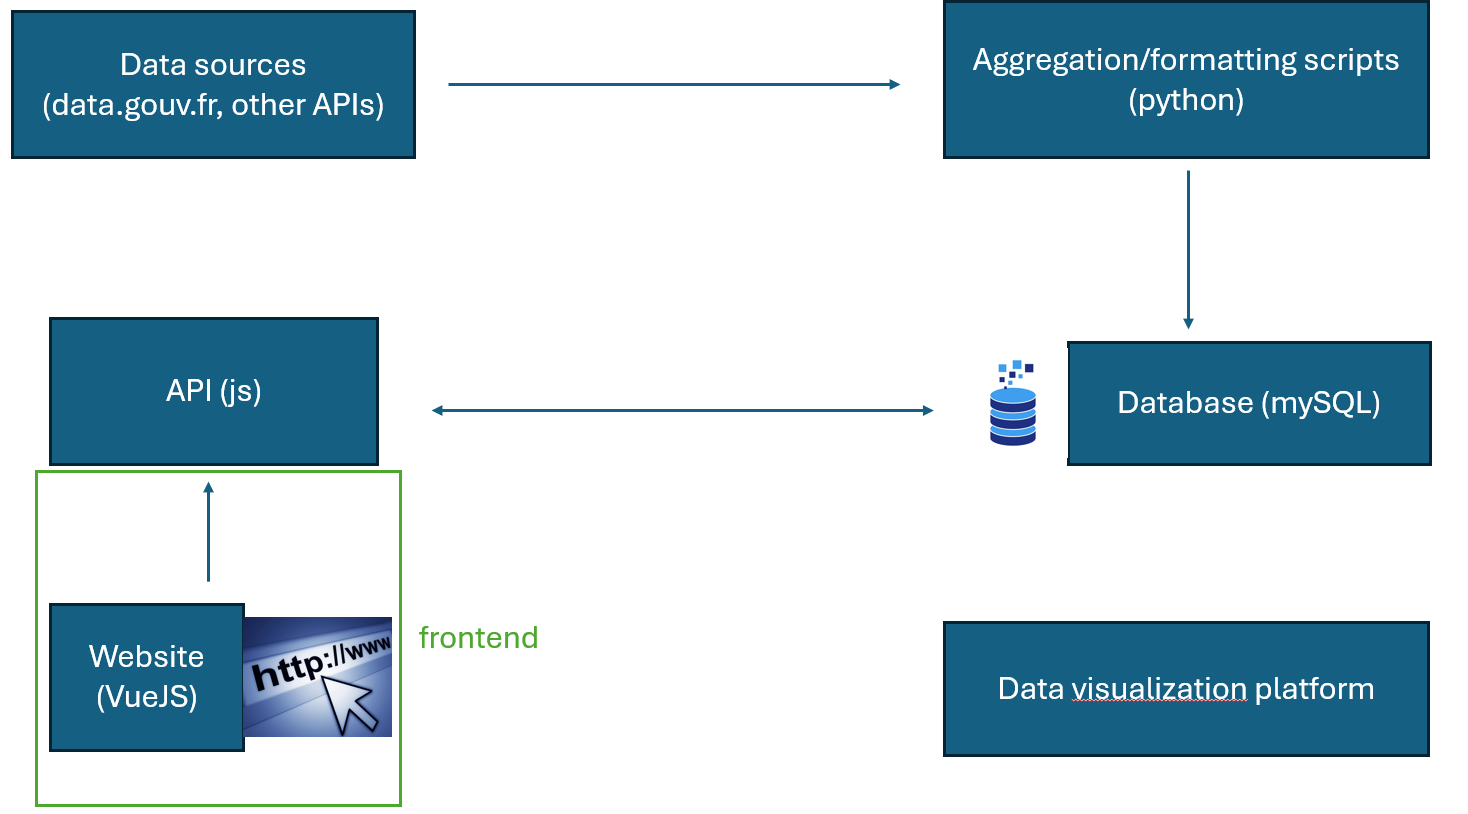 Data sources
(data.gouv.fr, other APIs)
Aggregation/formatting scripts
(python)
API (js)
Database (mySQL)
Website
(VueJS)
http://www
frontend
Data visualization platform